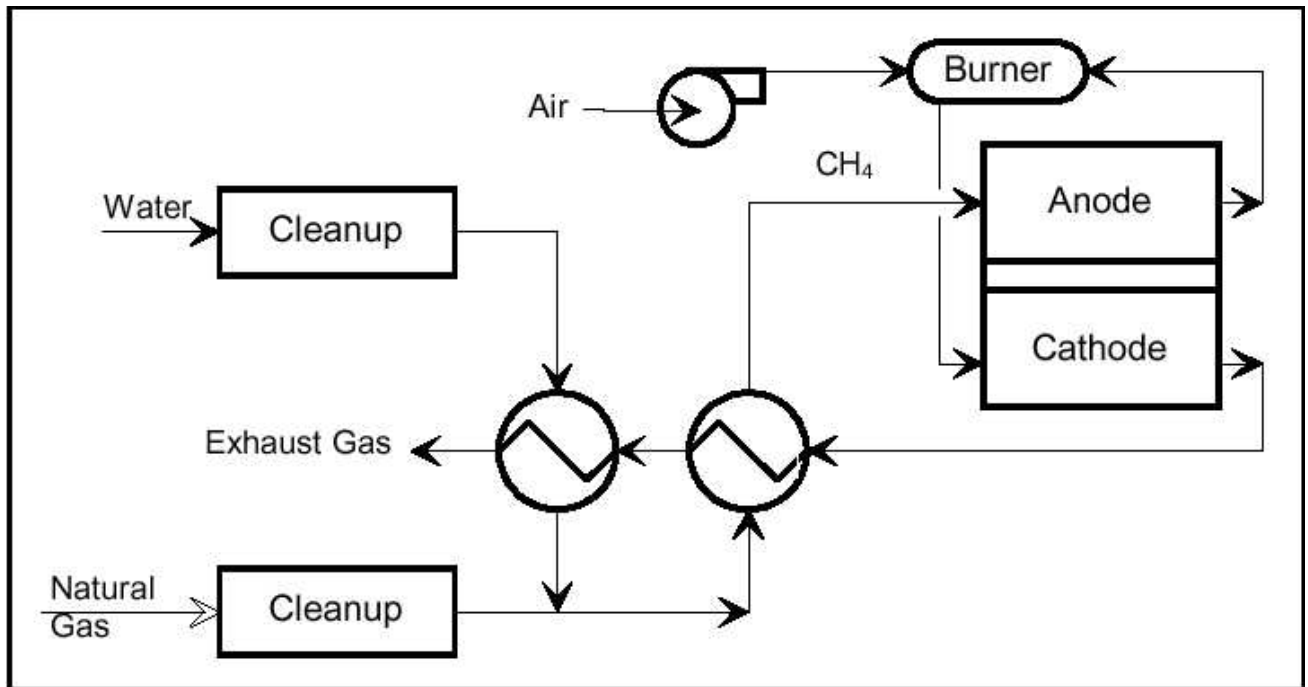 Burner
Air
CH₄
Anode
Water
Cleanup
Cathode
Exhaust Gas
Natural
Gas
Cleanup